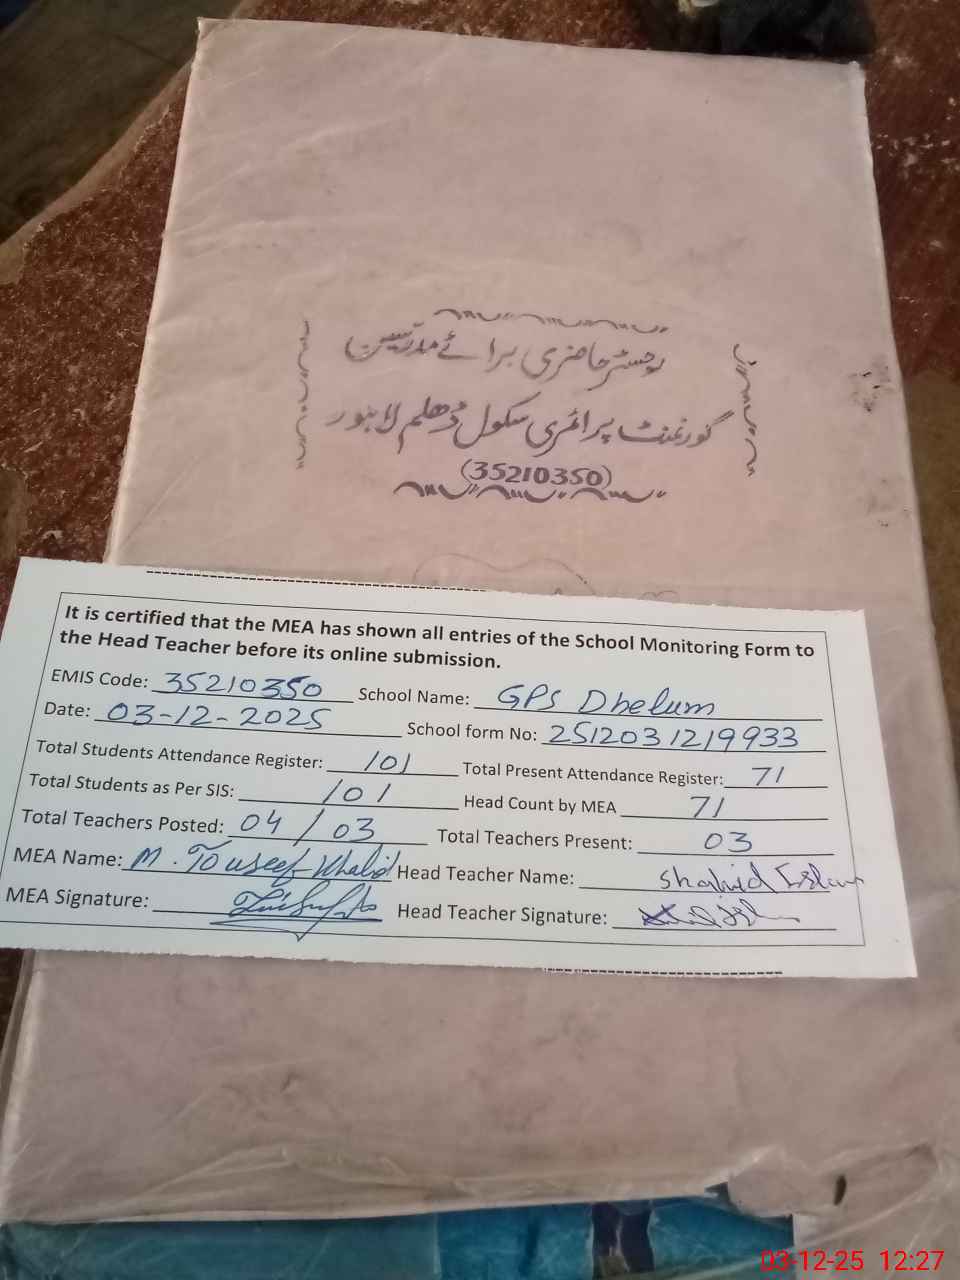 رجسٹر حاضری برائے مدرسین
گورنمنٹ پرائمری سکول ڈھلم لاہور
(35210350)
It is certified that the MEA has shown all entries of the School Monitoring Form to
the Head Teacher before its online submission.
EMIS Code: 35210350 School Name: GPS Dhelum
Date: 03-12-2025 School form No: 2512031219933
Total Students Attendance Register: 101 Total Present Attendance Register: 71
Total Students as Per SIS: 101 Head Count by MEA 71
Total Teachers Posted: 04 / 03 Total Teachers Present: 03
MEA Name: M. Touseef Khalid Head Teacher Name: Shahid Islam
MEA Signature: Head Teacher Signature:
03-12-25 12:27